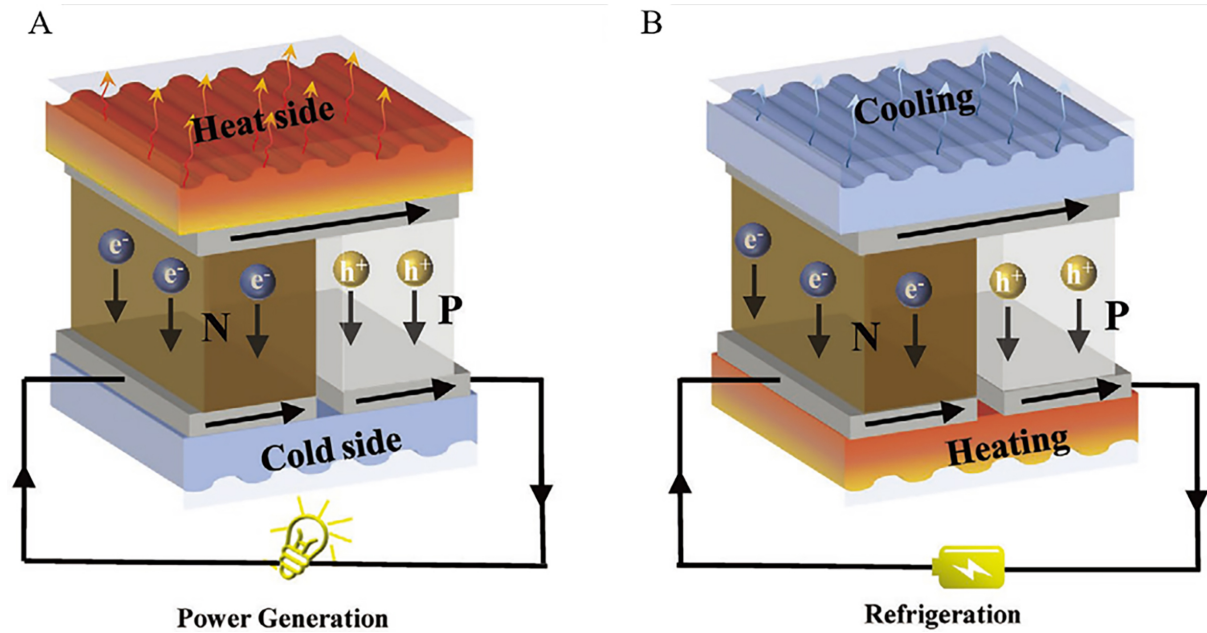 A
Heat side
e⁻
e⁻
e⁻
h⁺
h⁺
N
P
Cold side
Power Generation
B
Cooling
e⁻
e⁻
e⁻
h⁺
h⁺
N
P
Heating
Refrigeration